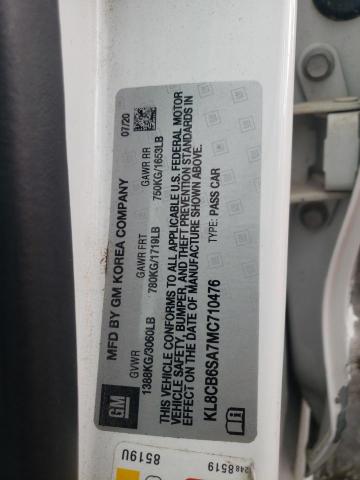 MFD BY GM KOREA COMPANY 07/20
GVWR GAWR FRT GAWR RR
1388KG/3060LB 780KG/1719LB 750KG/1653LB
THIS VEHICLE CONFORMS TO ALL APPLICABLE U.S. FEDERAL MOTOR
VEHICLE SAFETY, BUMPER, AND THEFT PREVENTION STANDARDS IN
EFFECT ON THE DATE OF MANUFACTURE SHOWN ABOVE.
KL8CB6SA7MC710476 TYPE: PASS CAR
GM
8519U
248 8519